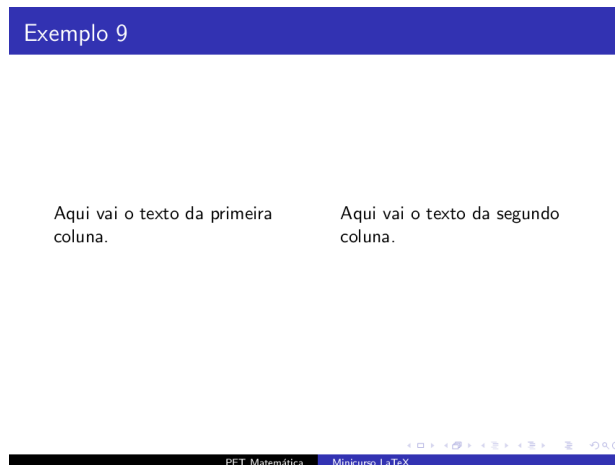 Exemplo 9
Aqui vai o texto da primeira
coluna.
Aqui vai o texto da segundo
coluna.
PET Matemática
Minicurso LaTeX